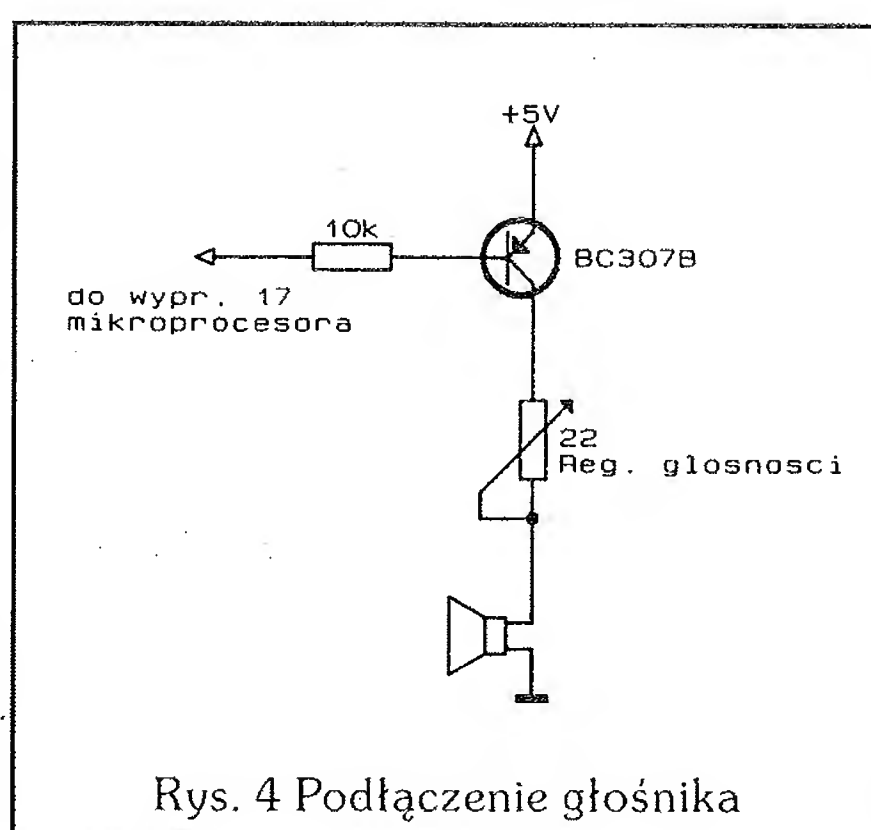 +5V
10k
BC307B
do wypr. 17
mikroprocesora
22
Reg. glosnosci
Rys. 4 Podłączenie głośnika